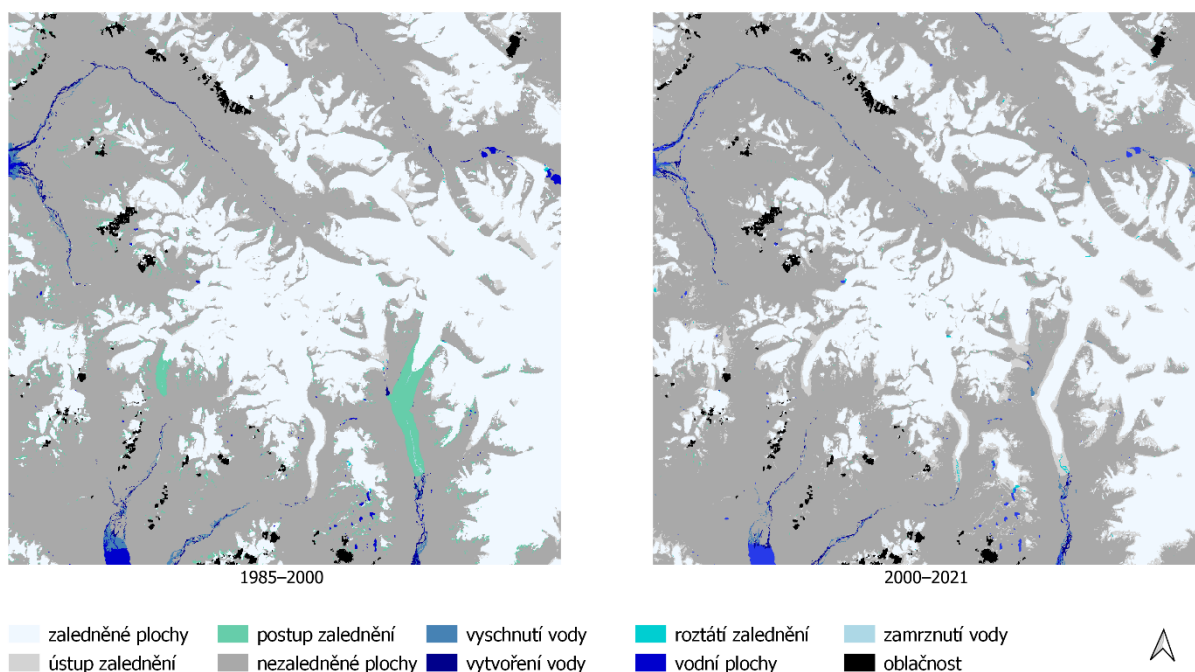 1985–2000 2000–2021
zaledněné plochy postup zalednění vyschnutí vody roztátí zalednění zamrznutí vody
ústup zalednění nezaledněné plochy vytvoření vody vodní plochy oblačnost